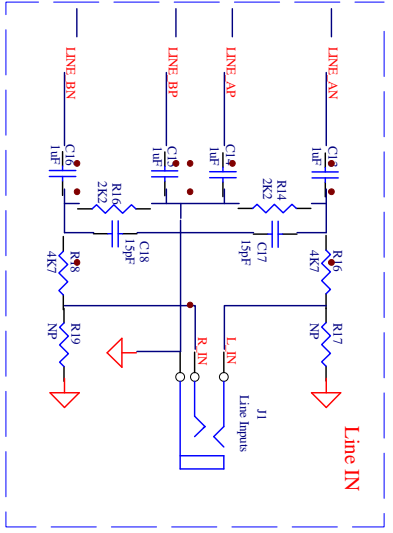 LINE_BN
LINE_BP
LINE_AP
LINE_AN
C16
1uF
C15
1uF
C14
1uF
C13
1uF
R16
2K2
R14
2K2
C18
15pF
C17
15pF
R18
4K7
R16
4K7
R19
NP
R17
NP
R_IN
L_IN
J1
Line Inputs
Line IN